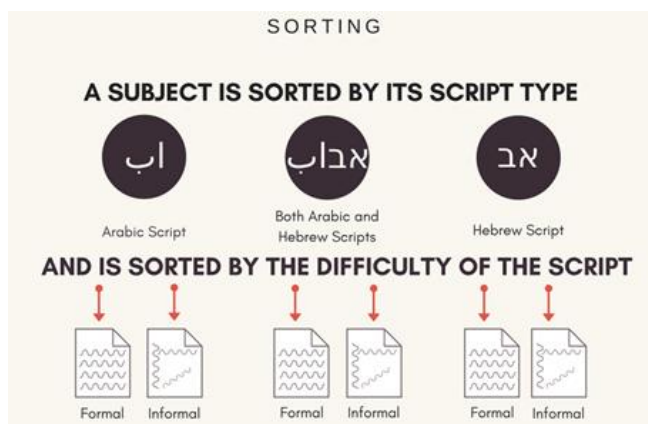 SORTING
A SUBJECT IS SORTED BY ITS SCRIPT TYPE
اب
אבاب
אב
Arabic Script
Both Arabic and
Hebrew Scripts
Hebrew Script
AND IS SORTED BY THE DIFFICULTY OF THE SCRIPT
Formal Informal Formal Informal Formal Informal